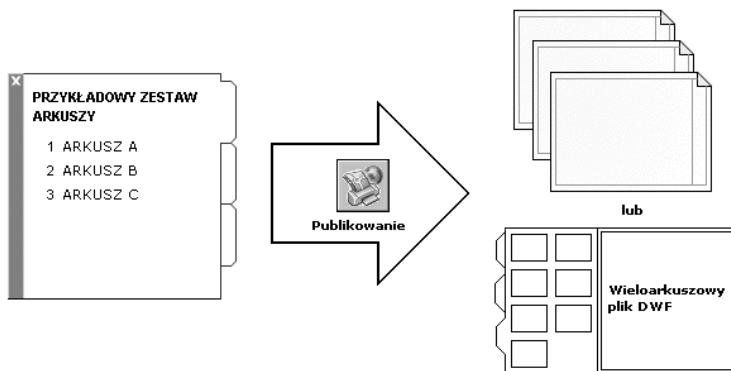 PRZYKŁADOWY ZESTAW
ARKUSZY
1 ARKUSZ A
2 ARKUSZ B
3 ARKUSZ C
Publikowanie
lub
Wieloarkuszowy
plik DWF